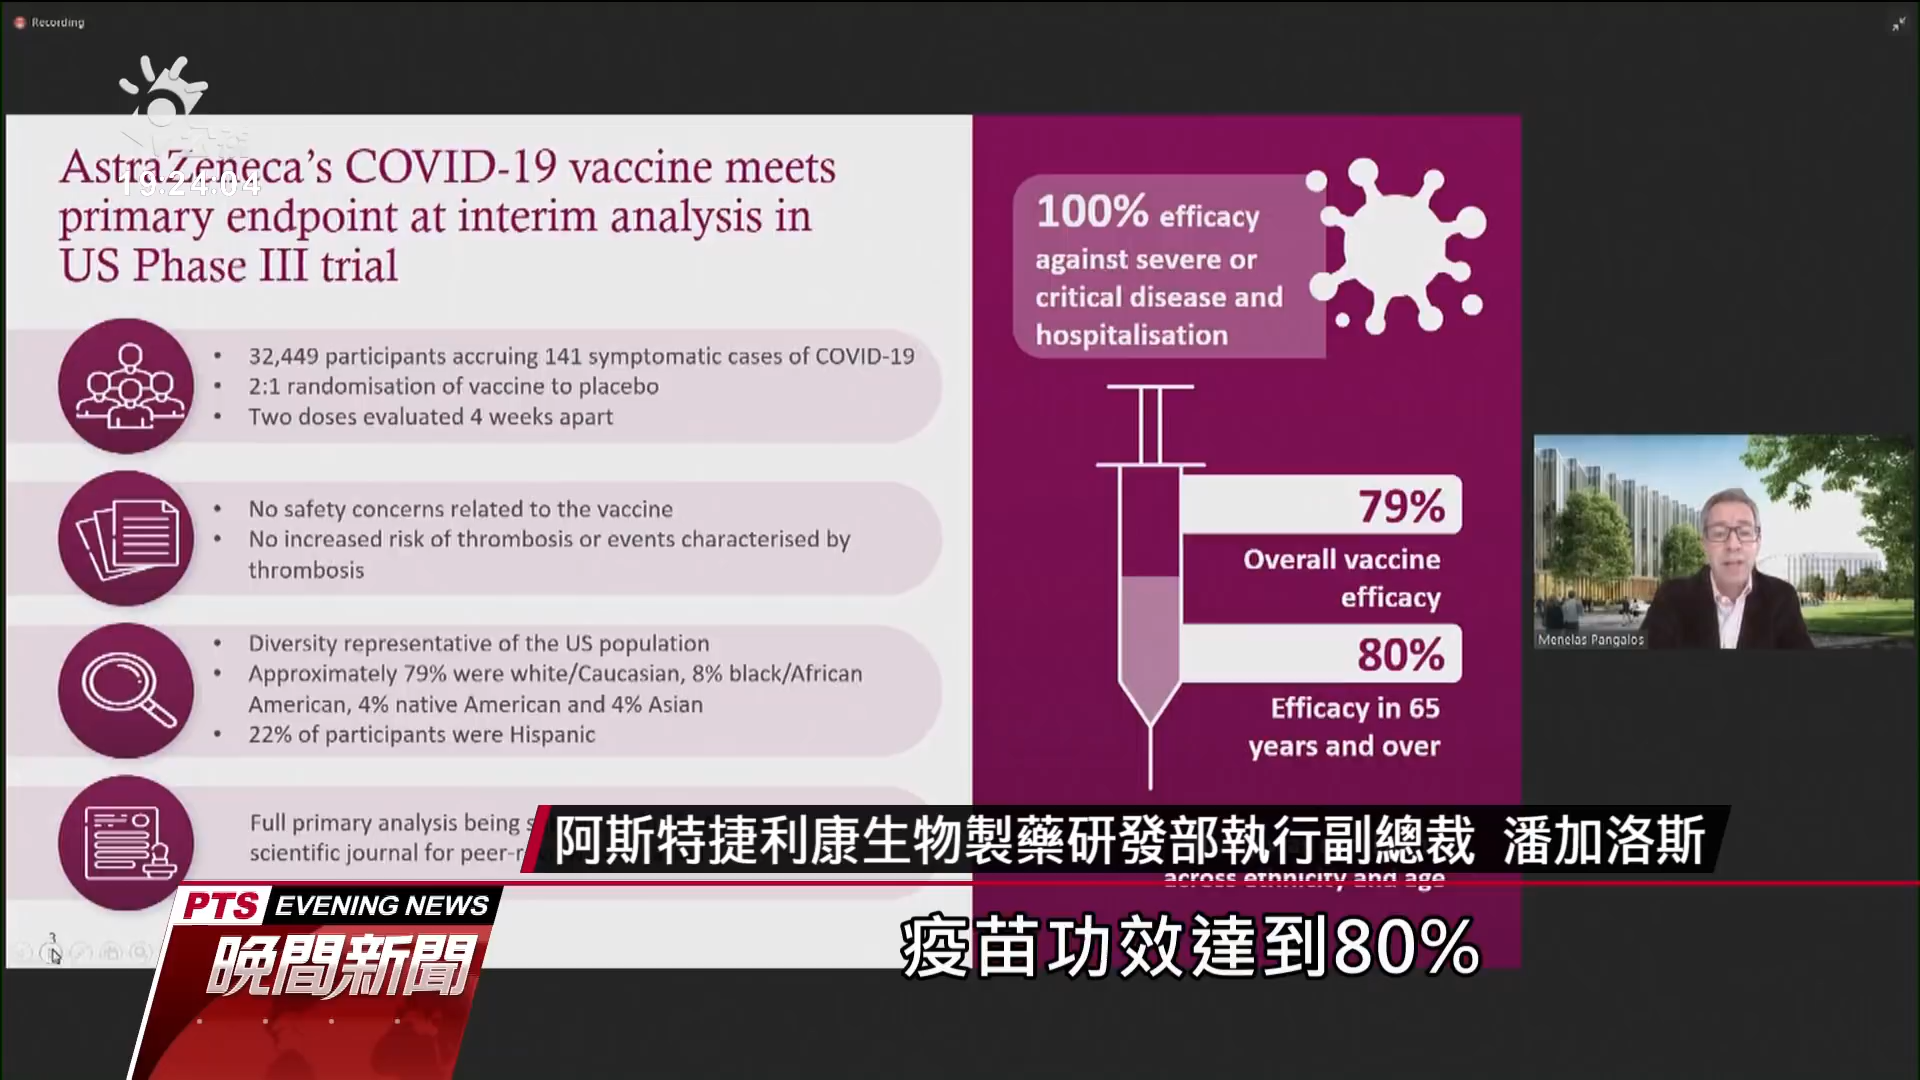 Recording
公視
19:24:04
AstraZeneca's COVID-19 vaccine meets
primary endpoint at interim analysis in
US Phase III trial
• 32,449 participants accruing 141 symptomatic cases of COVID-19
• 2:1 randomisation of vaccine to placebo
• Two doses evaluated 4 weeks apart
• No safety concerns related to the vaccine
• No increased risk of thrombosis or events characterised by
thrombosis
• Diversity representative of the US population
• Approximately 79% were white/Caucasian, 8% black/African
American, 4% native American and 4% Asian
• 22% of participants were Hispanic
Full primary analysis being
scientific journal for
3
100% efficacy
against severe or
critical disease and
hospitalisation
79%
Overall vaccine
efficacy
80%
Efficacy in 65
years and over
across ethnicity and age
Menelas Pangalos
阿斯特捷利康生物製藥研發部執行副總裁 潘加洛斯
PTS EVENING NEWS
晚間新聞
疫苗功效達到80%